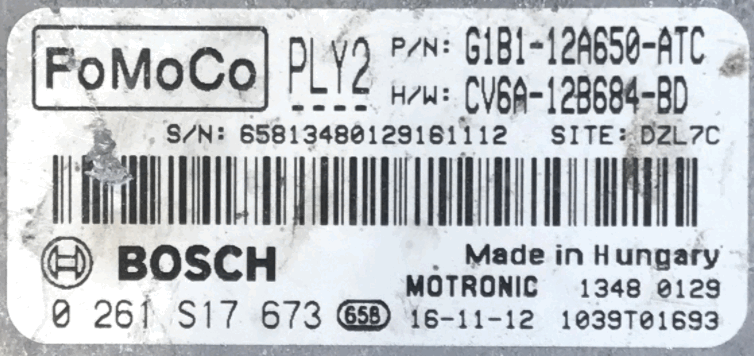 FoMoCo PLY2 P/N: G1B1-12A650-ATC
H/W: CV6A-12B684-BD
S/N: 65813480129161112 SITE: DZL7C
BOSCH Made in Hungary
MOTRONIC 1348 0129
0 261 S17 673 658 16-11-12 1039T01693